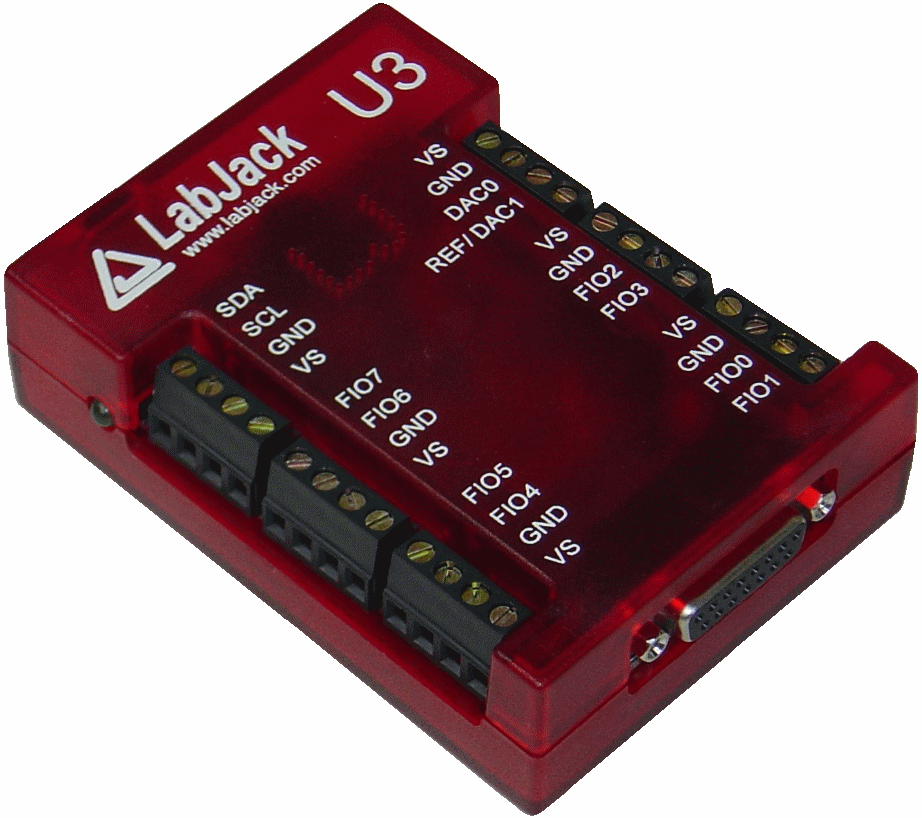 U3
LabJack
www.labjack.com
VS
GND
DAC0
REF/ DAC1
VS
GND
FIO2
FIO3
VS
GND
FIO0
FIO1
SDA
SCL
GND
VS
FIO7
FIO6
GND
VS
FIO5
FIO4
GND
VS